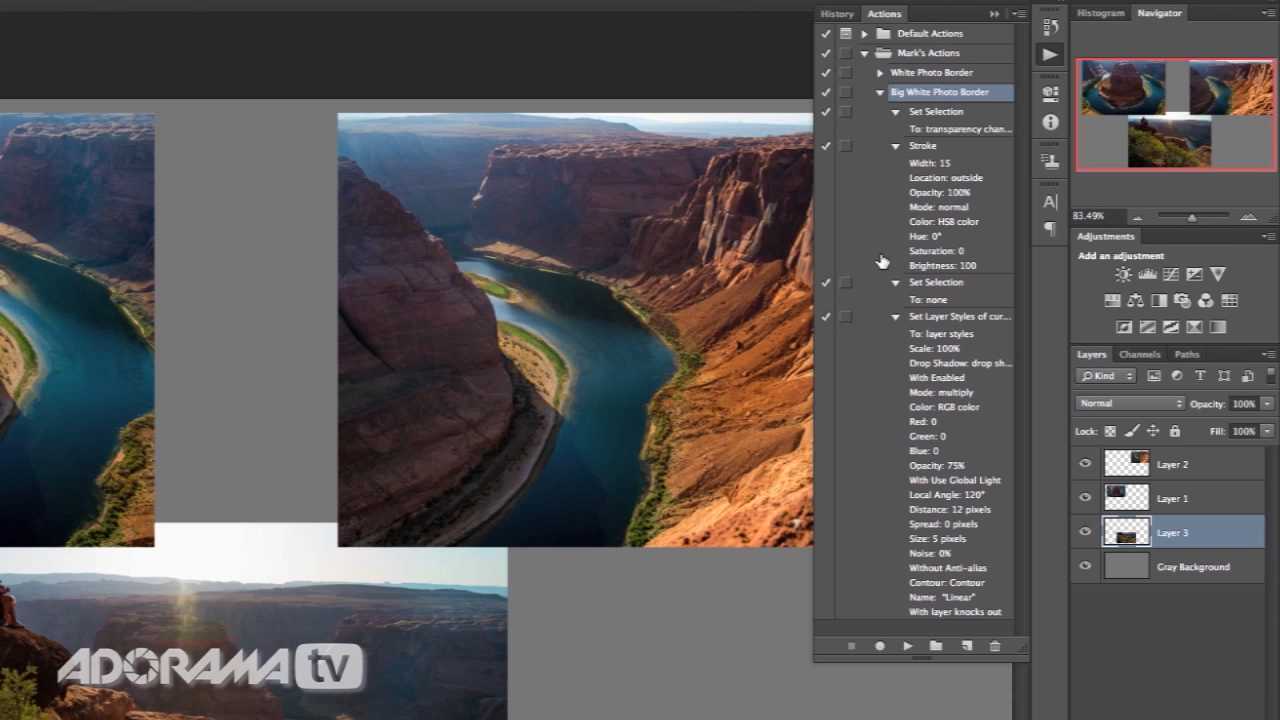 History Actions
Default Actions
Mark's Actions
White Photo Border
Big White Photo Border
Set Selection
To: transparency chan...
Stroke
Width: 15
Location: outside
Opacity: 100%
Mode: normal
Color: HSB color
Hue: 0°
Saturation: 0
Brightness: 100
Set Selection
To: none
Set Layer Styles of cur...
To: layer styles
Scale: 100%
Drop Shadow: drop sh...
With Enabled
Mode: multiply
Color: RGB color
Red: 0
Green: 0
Blue: 0
Opacity: 75%
With Use Global Light
Local Angle: 120°
Distance: 12 pixels
Spread: 0 pixels
Size: 5 pixels
Noise: 0%
Without Anti-alias
Contour: Contour
Name: "Linear"
With layer knocks out
Histogram Navigator
83.49%
Adjustments
Add an adjustment
Layers Channels Paths
Kind
Normal Opacity: 100%
Lock: Fill: 100%
Layer 2
Layer 1
Layer 3
Gray Background
ADORAMA tv